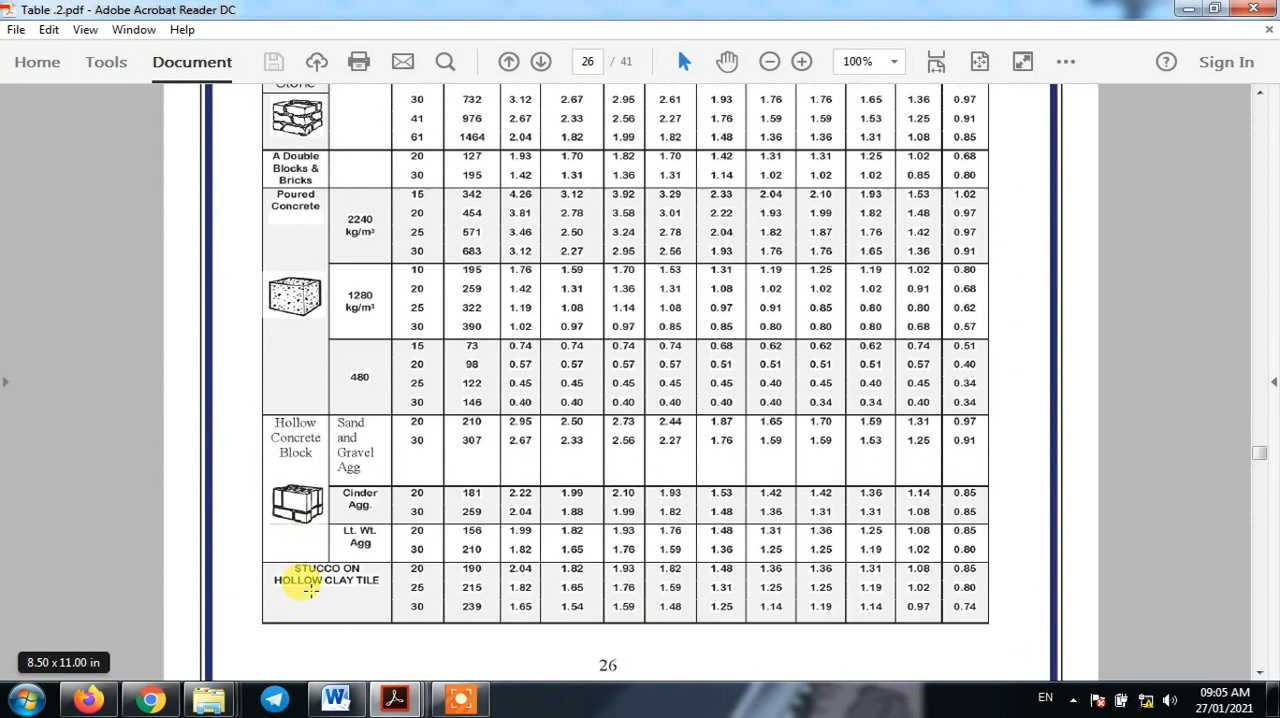 Table .2.pdf - Adobe Acrobat Reader DC
File Edit View Window Help
Home Tools Document 26 / 41 100% Sign In
Stone
30 732 3.12 2.67 2.95 2.61 1.93 1.76 1.76 1.65 1.36 0.97
41 976 2.67 2.33 2.56 2.27 1.76 1.59 1.59 1.53 1.25 0.91
61 1464 2.04 1.82 1.99 1.82 1.48 1.36 1.36 1.31 1.08 0.85
A Double
Blocks &
Bricks
20 127 1.93 1.70 1.82 1.70 1.42 1.31 1.31 1.25 1.02 0.68
30 195 1.42 1.31 1.36 1.31 1.14 1.02 1.02 1.02 0.85 0.80
Poured
Concrete
2240
kg/m³
15 342 4.26 3.12 3.92 3.29 2.33 2.04 2.10 1.93 1.53 1.02
20 454 3.81 2.78 3.58 3.01 2.22 1.93 1.99 1.82 1.48 0.97
25 571 3.46 2.50 3.24 2.78 2.04 1.82 1.87 1.76 1.42 0.97
30 683 3.12 2.27 2.95 2.56 1.93 1.76 1.76 1.65 1.36 0.91
1280
kg/m³
10 195 1.76 1.59 1.70 1.53 1.31 1.19 1.25 1.19 1.02 0.80
20 259 1.42 1.31 1.36 1.31 1.08 1.02 1.02 1.02 0.91 0.68
25 322 1.19 1.08 1.14 1.08 0.97 0.91 0.85 0.80 0.80 0.62
30 390 1.02 0.97 0.97 0.85 0.85 0.80 0.80 0.80 0.68 0.57
480
15 73 0.74 0.74 0.74 0.74 0.68 0.62 0.62 0.62 0.74 0.51
20 98 0.57 0.57 0.57 0.57 0.51 0.51 0.51 0.51 0.57 0.40
25 122 0.45 0.45 0.45 0.45 0.45 0.40 0.45 0.40 0.45 0.34
30 146 0.40 0.40 0.40 0.40 0.40 0.34 0.34 0.40 0.40 0.34
Hollow
Concrete
Block
Sand
and
Gravel
Agg
20 210 2.95 2.50 2.73 2.44 1.87 1.65 1.70 1.59 1.31 0.97
30 307 2.67 2.33 2.56 2.27 1.76 1.59 1.59 1.53 1.25 0.91
Cinder
Agg.
20 181 2.22 1.99 2.10 1.93 1.53 1.42 1.42 1.36 1.14 0.85
30 259 2.04 1.88 1.99 1.82 1.48 1.36 1.31 1.31 1.08 0.85
Lt. Wt.
Agg
20 156 1.99 1.82 1.93 1.76 1.48 1.31 1.36 1.25 1.08 0.85
30 210 1.82 1.65 1.76 1.59 1.36 1.25 1.25 1.19 1.02 0.80
STUCCO ON
HOLLOW CLAY TILE
20 190 2.04 1.82 1.93 1.82 1.48 1.36 1.36 1.31 1.08 0.85
25 215 1.82 1.65 1.76 1.59 1.31 1.25 1.25 1.19 1.02 0.80
30 239 1.65 1.54 1.59 1.48 1.25 1.14 1.19 1.14 0.97 0.74
26
8.50 x 11.00 in
EN 09:05 AM
27/01/2021